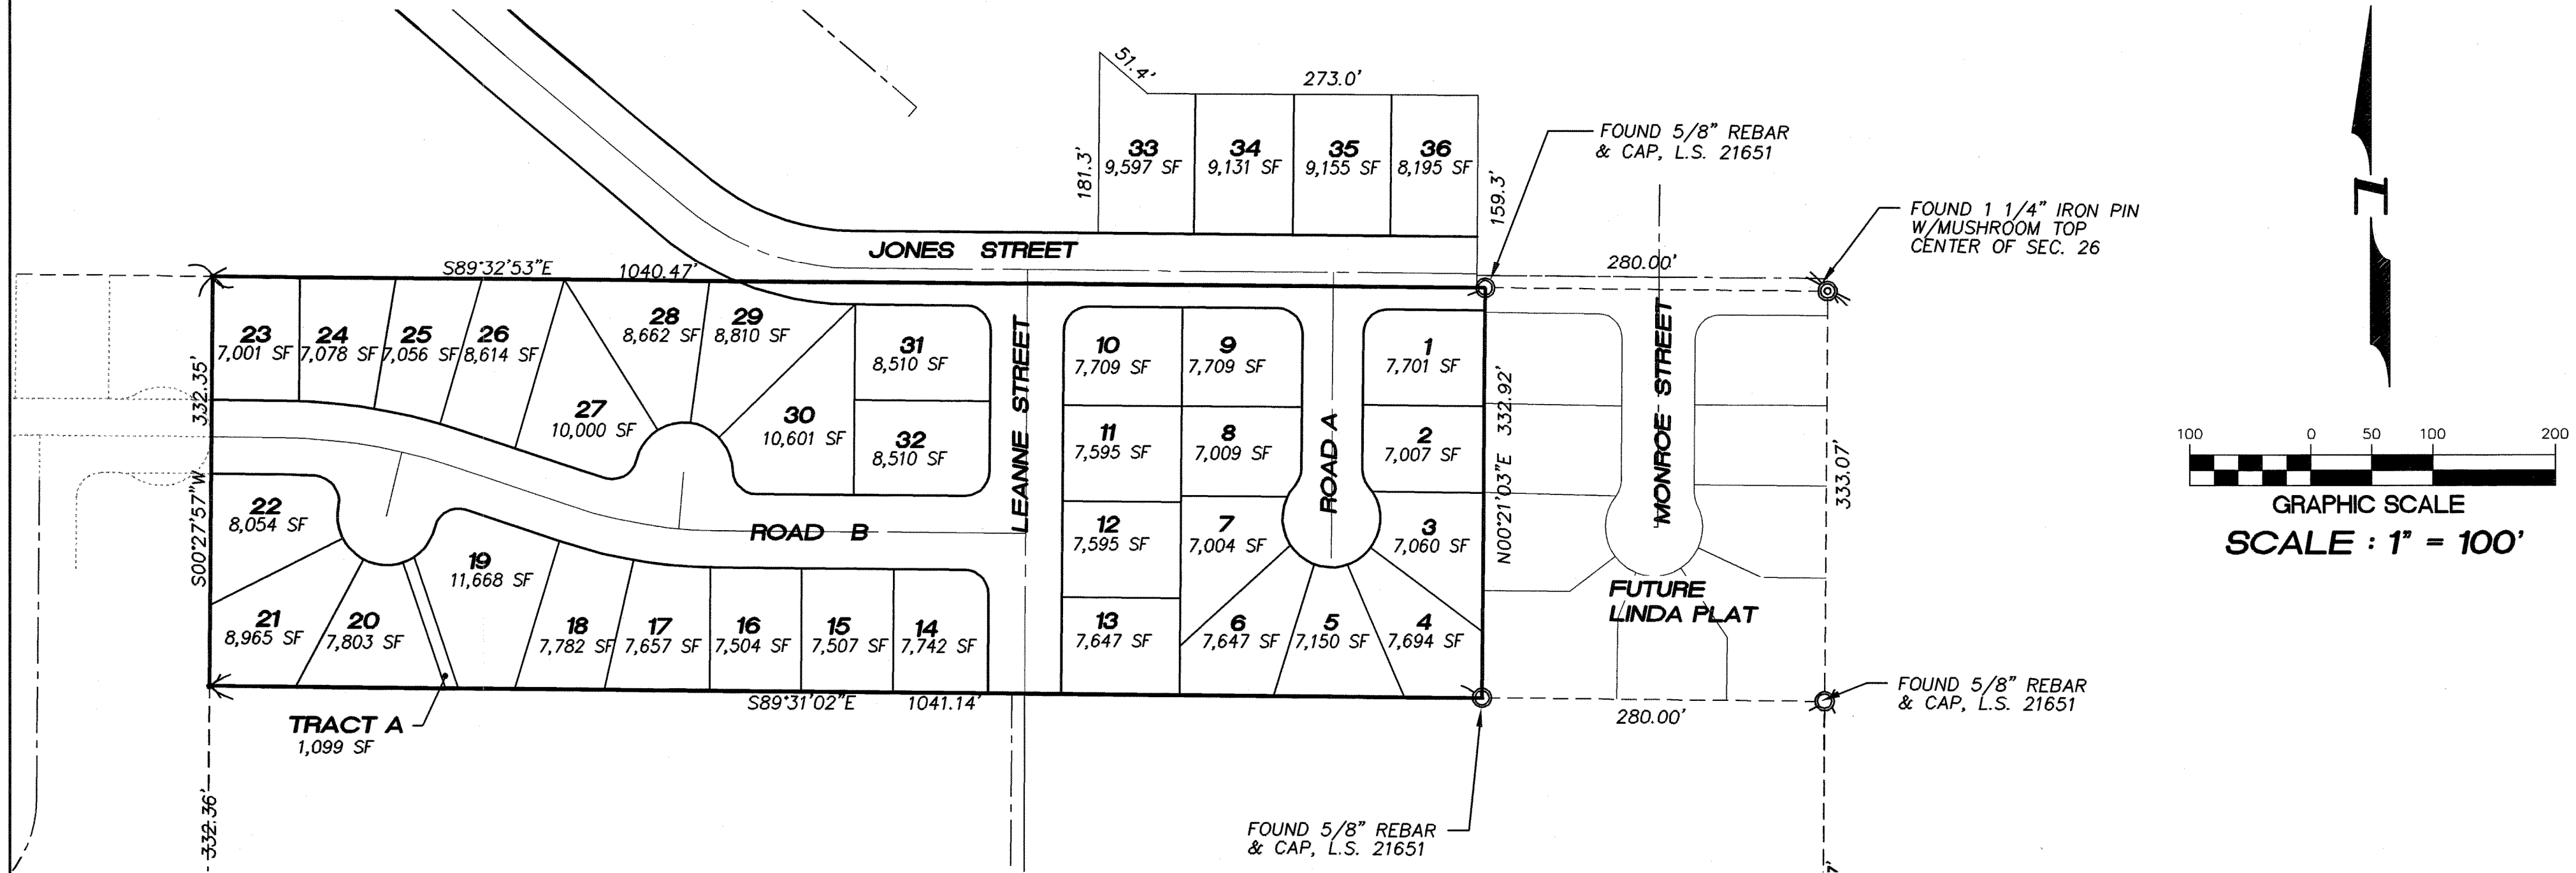 51.4'
273.0'
181.3'
33
9,597 SF
34
9,131 SF
35
9,155 SF
36
8,195 SF
159.3'
FOUND 5/8" REBAR
& CAP, L.S. 21651
FOUND 1 1/4" IRON PIN
W/MUSHROOM TOP
CENTER OF SEC. 26
JONES STREET
S89°32'53"E 1040.47'
280.00'
23
7,001 SF
24
7,078 SF
25
7,056 SF
26
8,614 SF
27
10,000 SF
28
8,662 SF
29
8,810 SF
30
10,601 SF
31
8,510 SF
32
8,510 SF
LEANNE STREET
10
7,709 SF
9
7,709 SF
11
7,595 SF
8
7,009 SF
12
7,595 SF
7
7,004 SF
13
7,647 SF
6
7,647 SF
5
7,150 SF
4
7,694 SF
ROAD A
1
7,701 SF
2
7,007 SF
3
7,060 SF
N00°21'03"E 332.92'
MONROE STREET
333.07'
FUTURE
LINDA PLAT
100 0 50 100 200
GRAPHIC SCALE
SCALE : 1" = 100'
S00°27'57"W 332.35'
22
8,054 SF
21
8,965 SF
20
7,803 SF
19
11,668 SF
18
7,782 SF
17
7,657 SF
16
7,504 SF
15
7,507 SF
14
7,742 SF
ROAD B
TRACT A
1,099 SF
S89°31'02"E 1041.14'
280.00'
FOUND 5/8" REBAR
& CAP, L.S. 21651
332.36'
FOUND 5/8" REBAR
& CAP, L.S. 21651